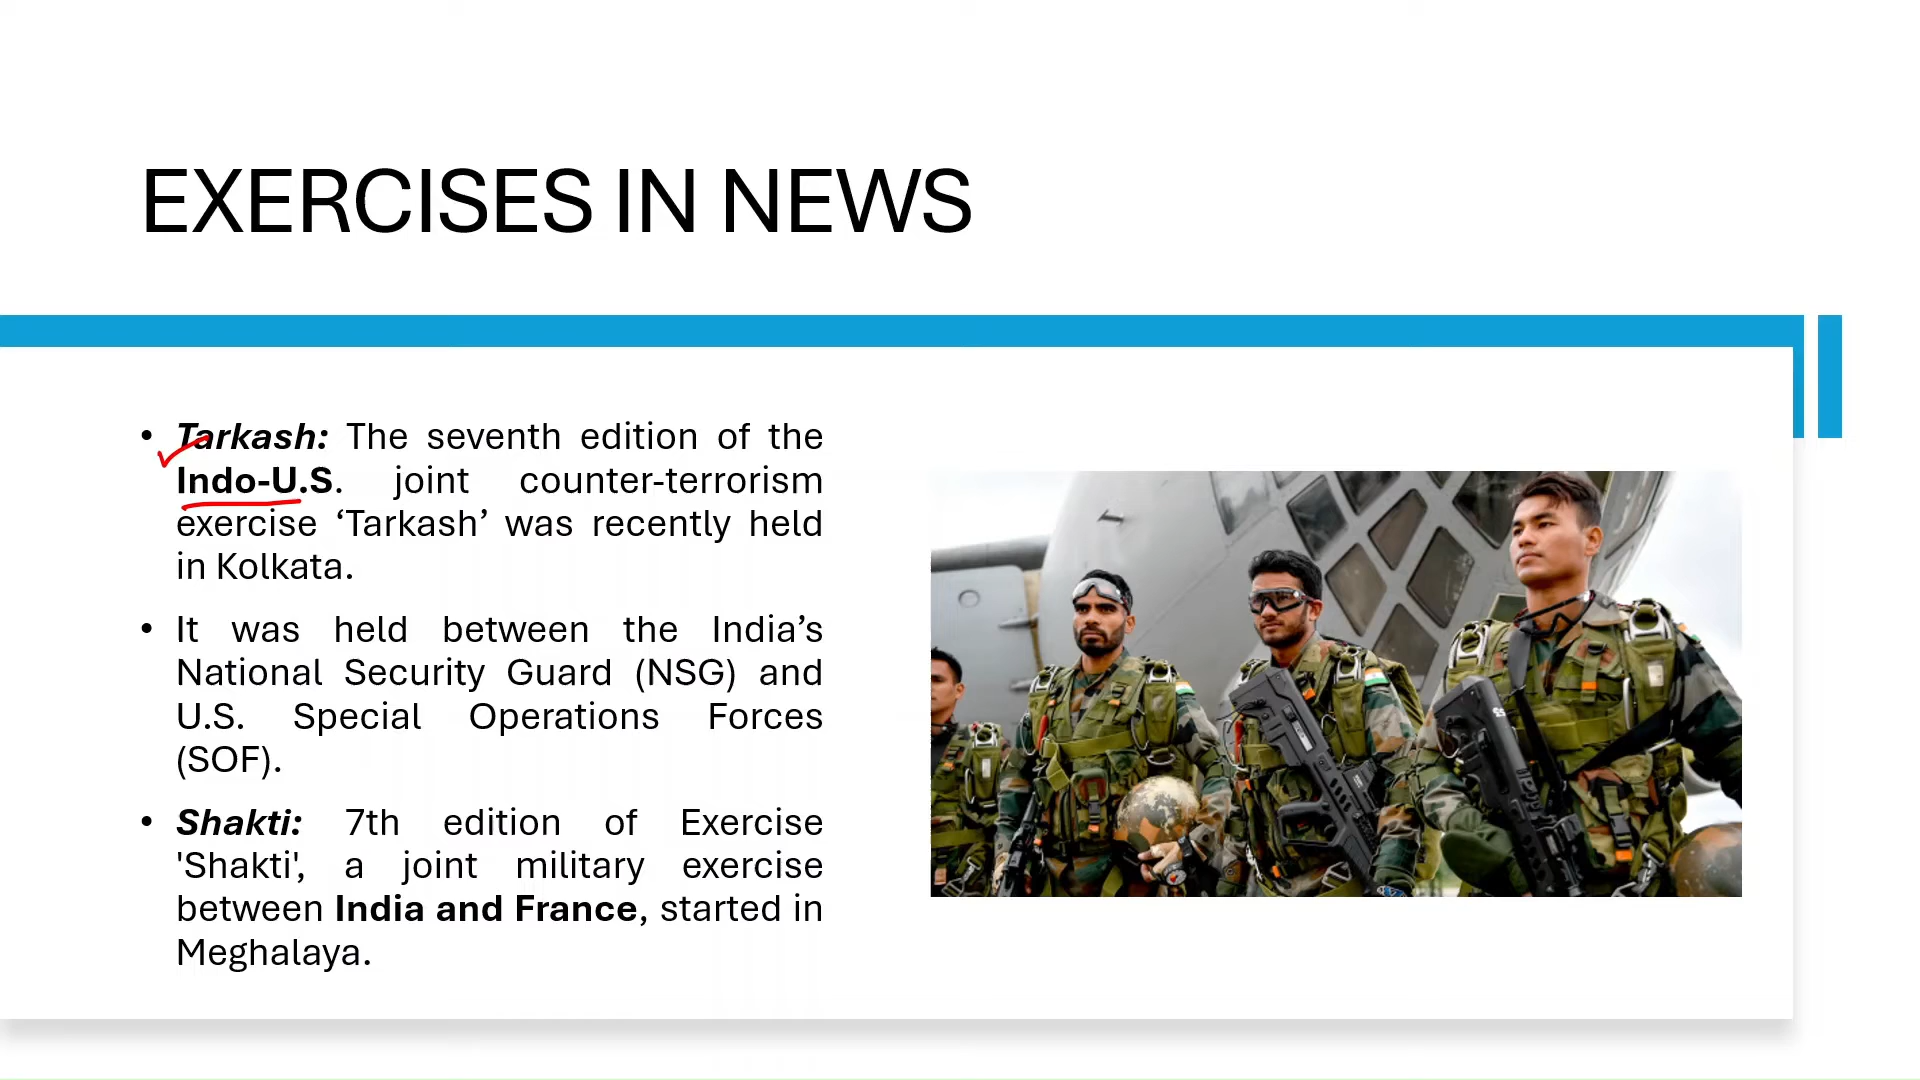 EXERCISES IN NEWS
• Tarkash: The seventh edition of the
Indo-U.S. joint counter-terrorism
exercise ‘Tarkash’ was recently held
in Kolkata.
• It was held between the India’s
National Security Guard (NSG) and
U.S. Special Operations Forces
(SOF).
• Shakti: 7th edition of Exercise
'Shakti', a joint military exercise
between India and France, started in
Meghalaya.